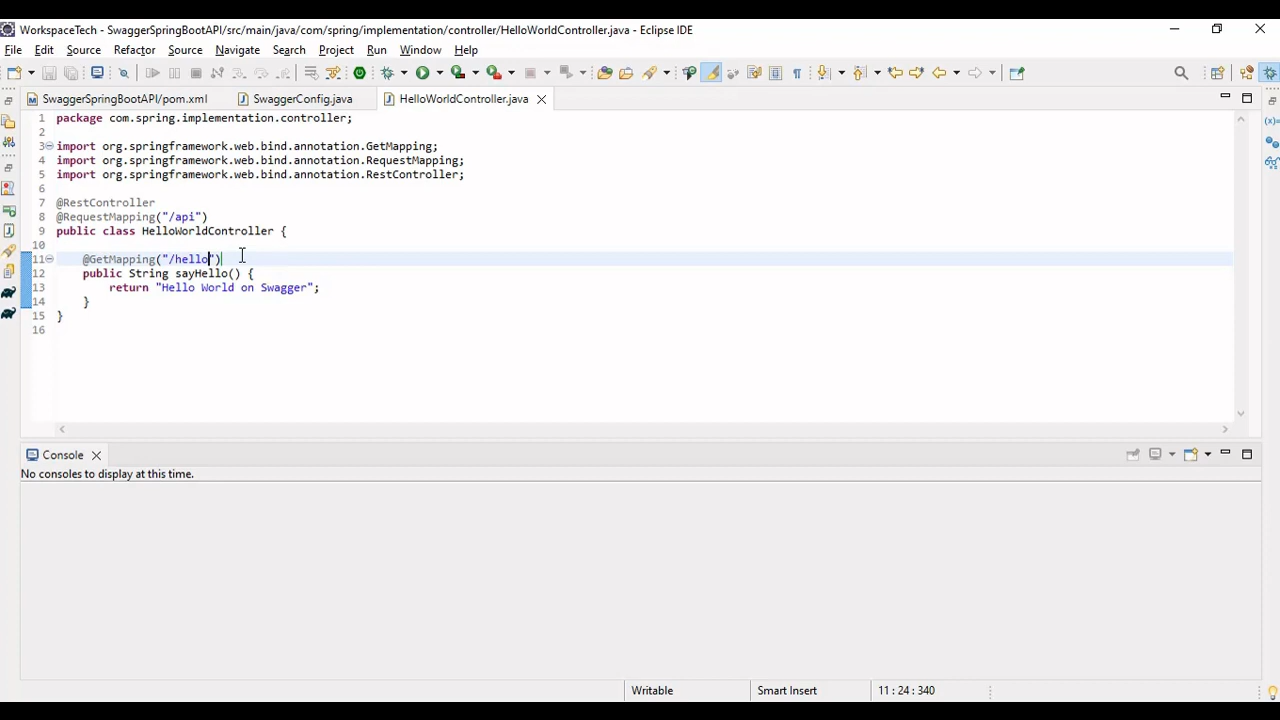 WorkspaceTech - SwaggerSpringBootAPI/src/main/java/com/spring/implementation/controller/HelloWorldController.java - Eclipse IDE
File Edit Source Refactor Source Navigate Search Project Run Window Help
SwaggerSpringBootAPI/pom.xml SwaggerConfig.java HelloWorldController.java
1 package com.spring.implementation.controller;
2
3 import org.springframework.web.bind.annotation.GetMapping;
4 import org.springframework.web.bind.annotation.RequestMapping;
5 import org.springframework.web.bind.annotation.RestController;
6
7 @RestController
8 @RequestMapping("/api")
9 public class HelloWorldController {
10
11 @GetMapping("/hello")
12 public String sayHello() {
13 return "Hello World on Swagger";
14 }
15 }
16
Console
No consoles to display at this time.
Writable Smart Insert 11 : 24 : 340